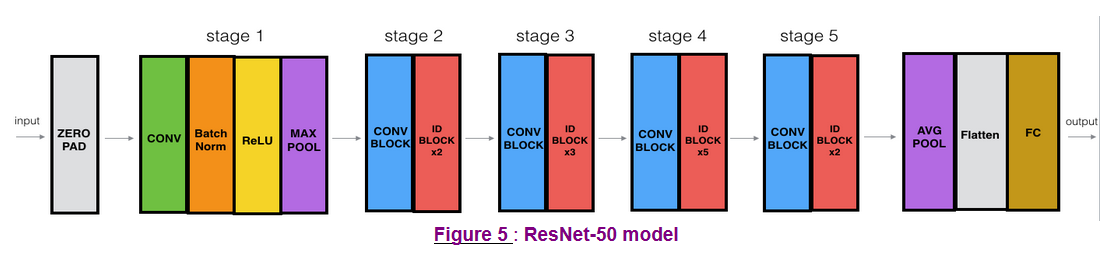 stage 1
stage 2
stage 3
stage 4
stage 5
input
ZERO
PAD
CONV
Batch
Norm
ReLU
MAX
POOL
CONV
BLOCK
ID
BLOCK
x2
CONV
BLOCK
ID
BLOCK
x3
CONV
BLOCK
ID
BLOCK
x5
CONV
BLOCK
ID
BLOCK
x2
AVG
POOL
Flatten
FC
output
Figure 5 : ResNet-50 model